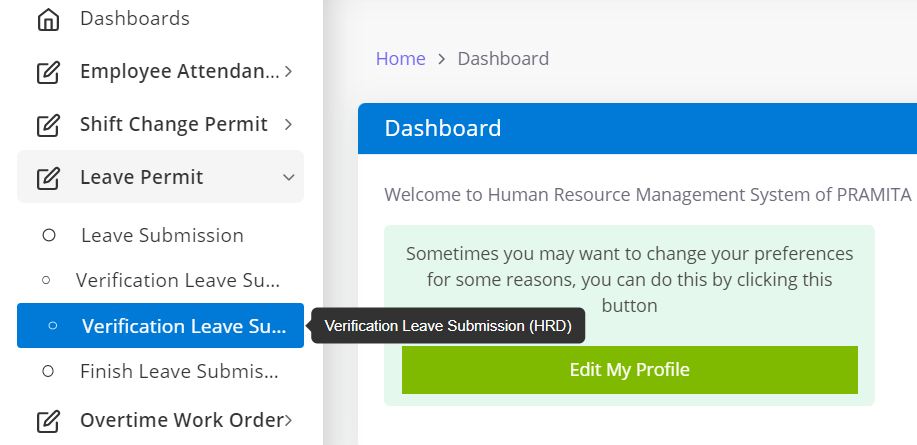 Dashboards
Employee Attendan...
Shift Change Permit
Leave Permit
Leave Submission
Verification Leave Su...
Verification Leave Su...
Finish Leave Submis...
Overtime Work Order
Verification Leave Submission (HRD)
Home > Dashboard
Dashboard
Welcome to Human Resource Management System of PRAMITA
Sometimes you may want to change your preferences
for some reasons, you can do this by clicking this
button
Edit My Profile